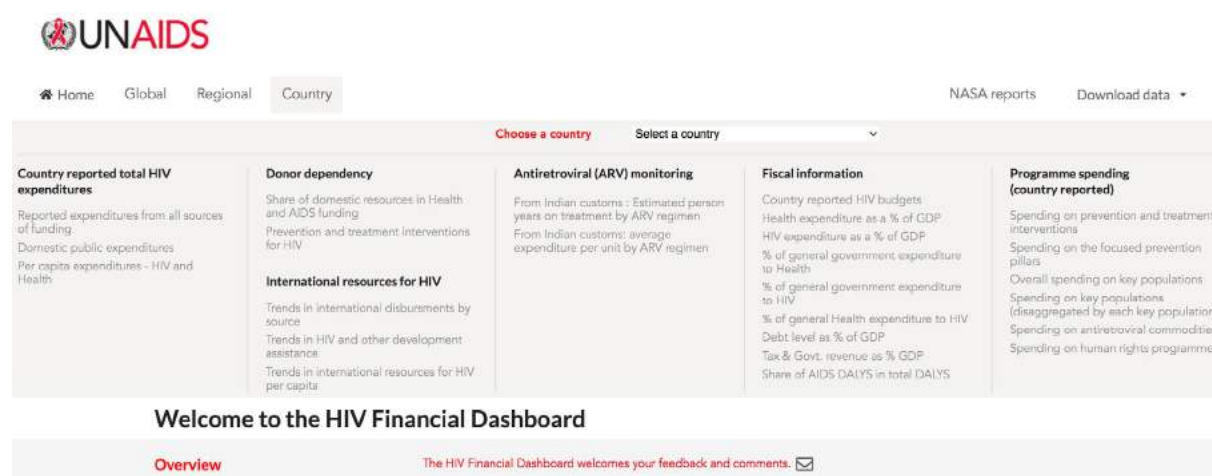 UNAIDS
Home Global Regional Country NASA reports Download data
Choose a country Select a country
Country reported total HIV
expenditures
Reported expenditures from all sources
of funding
Domestic public expenditures
Per capita expenditures - HIV and
Health
Donor dependency
Share of domestic resources in Health
and AIDS funding
Prevention and treatment interventions
for HIV
International resources for HIV
Trends in international disbursments by
source
Trends in HIV and other development
assistance
Trends in international resources for HIV
per capita
Antiretroviral (ARV) monitoring
From Indian customs : Estimated person
years on treatment by ARV regimen
From Indian customs: average
expenditure per unit by ARV regimen
Fiscal information
Country reported HIV budgets
Health expenditure as a % of GDP
HIV expenditure as a % of GDP
% of general government expenditure
to Health
% of general government expenditure
to HIV
% of general Health expenditure to HIV
Debt level as % of GDP
Tax & Govt. revenue as % GDP
Share of AIDS DALYS in total DALYS
Programme spending
(country reported)
Spending on prevention and treatment
interventions
Spending on the focused prevention
pillars
Overall spending on key populations
Spending on key populations
(disaggregated by each key population
Spending on antiretroviral commoditie
Spending on human rights programme
Welcome to the HIV Financial Dashboard
Overview The HIV Financial Dashboard welcomes your feedback and comments.